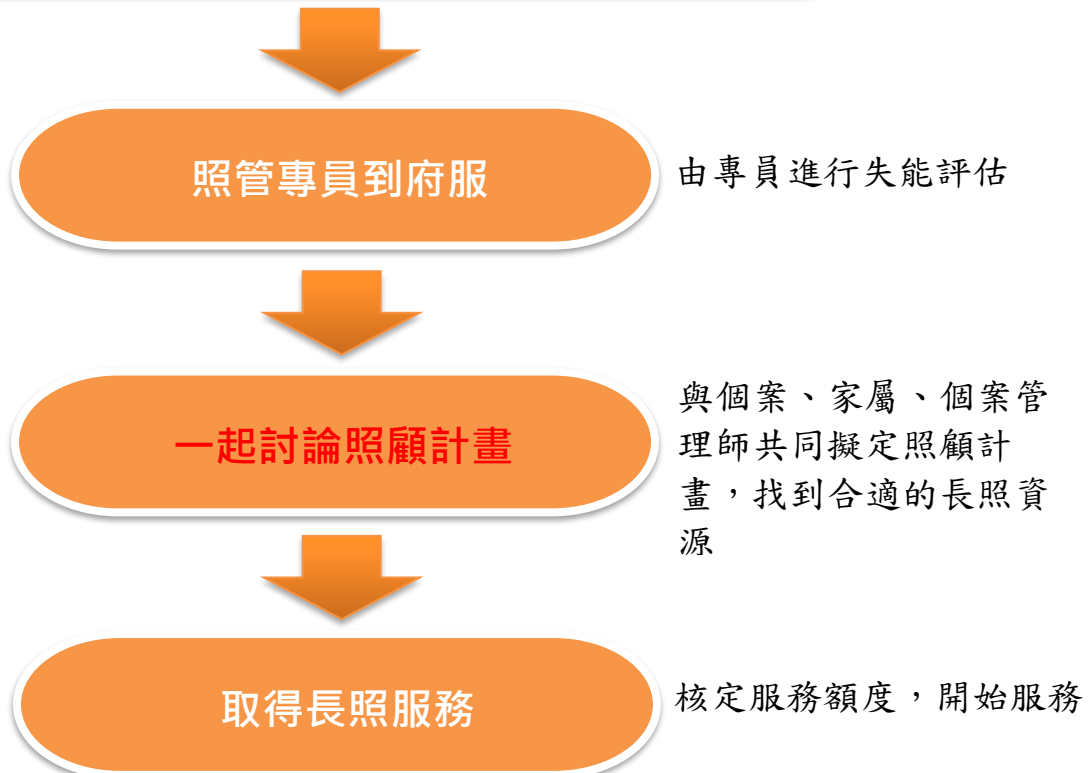 照管專員到府服
由專員進行失能評估
一起討論照顧計畫
與個案、家屬、個案管
理師共同擬定照顧計
畫，找到合適的長照資
源
取得長照服務
核定服務額度，開始服務